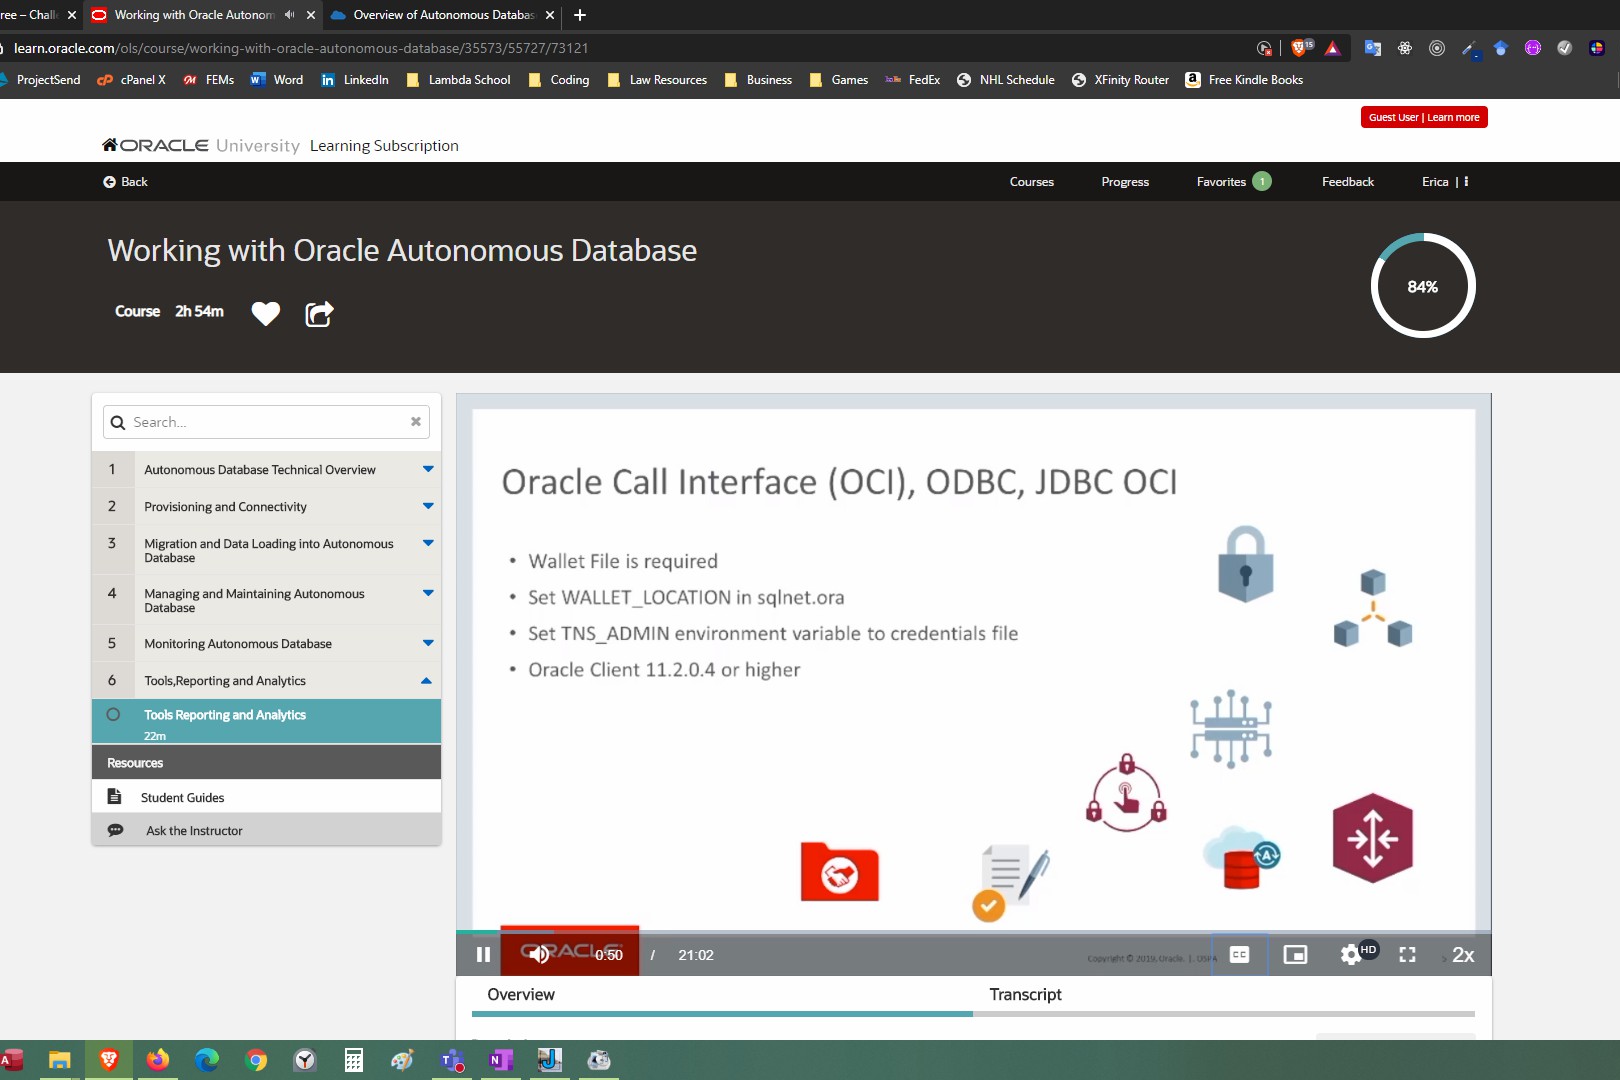 ree – Chall
Working with Oracle Autonom
Overview of Autonomous Databas
learn.oracle.com/ols/course/working-with-oracle-autonomous-database/35573/55727/73121
15
ProjectSend cPanel X FEMs Word LinkedIn Lambda School Coding Law Resources Business Games FedEx NHL Schedule XFinity Router Free Kindle Books
Guest User | Learn more
ORACLE University Learning Subscription
Back Courses Progress Favorites 1 Feedback Erica |
Working with Oracle Autonomous Database
Course 2h 54m
84%
Search...
1 Autonomous Database Technical Overview
2 Provisioning and Connectivity
3 Migration and Data Loading into Autonomous
Database
4 Managing and Maintaining Autonomous
Database
5 Monitoring Autonomous Database
6 Tools,Reporting and Analytics
Tools Reporting and Analytics
22m
Resources
Student Guides
Ask the Instructor
Oracle Call Interface (OCI), ODBC, JDBC OCI
• Wallet File is required
• Set WALLET_LOCATION in sqlnet.ora
• Set TNS_ADMIN environment variable to credentials file
• Oracle Client 11.2.0.4 or higher
A
ORACLE
0:50 / 21:02
Copyright © 2019, Oracle. |
CC
HD
2x
Overview Transcript